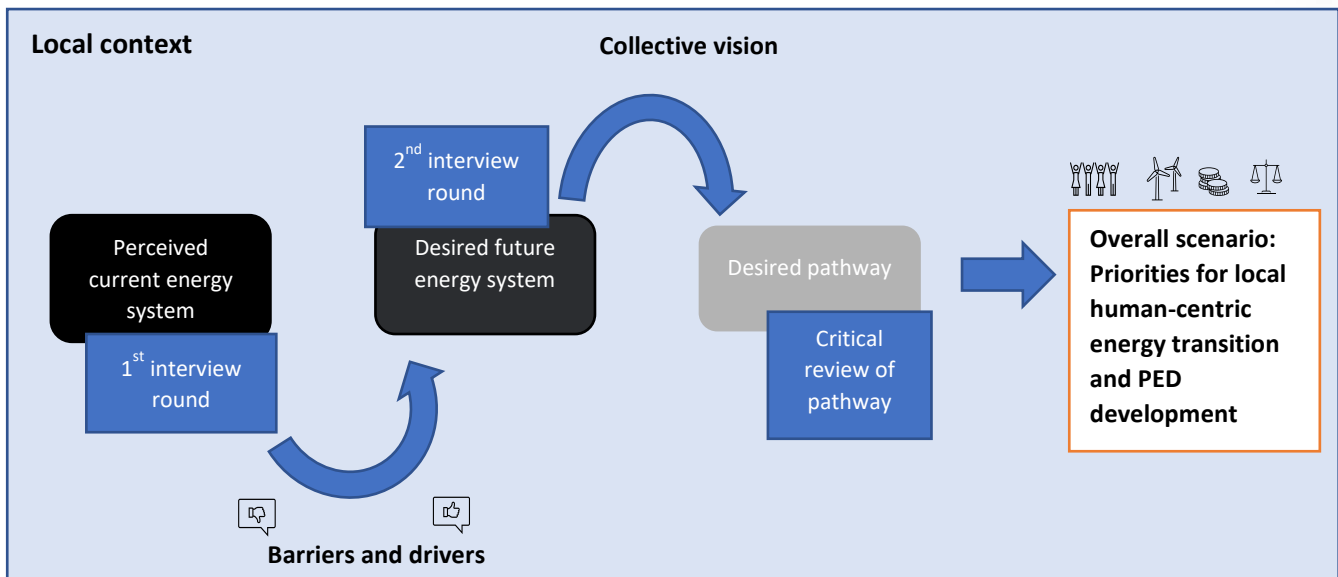 Local context
Collective vision
Perceived
current energy
system
1st interview
round
Barriers and drivers
2nd interview
round
Desired future
energy system
Desired pathway
Critical
review of
pathway
Overall scenario:
Priorities for local
human-centric
energy transition
and PED
development